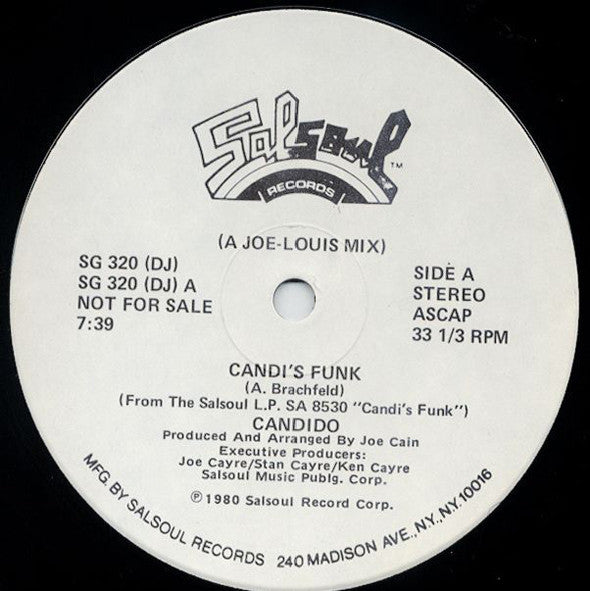 Salsoul
TM
RECORDS
(A JOE-LOUIS MIX)
SG 320 (DJ)
SG 320 (DJ) A
NOT FOR SALE
7:39
SIDE A
STEREO
ASCAP
33 1/3 RPM
CANDI'S FUNK
(A. Brachfeld)
(From The Salsoul L.P. SA 8530 "Candi's Funk")
CANDIDO
Produced And Arranged By Joe Cain
Executive Producers:
Joe Cayre/Stan Cayre/Ken Cayre
Salsoul Music Publg. Corp.
℗ 1980 Salsoul Record Corp.
MFG. BY SALSOUL RECORDS 240 MADISON AVE., NY., NY. 10016